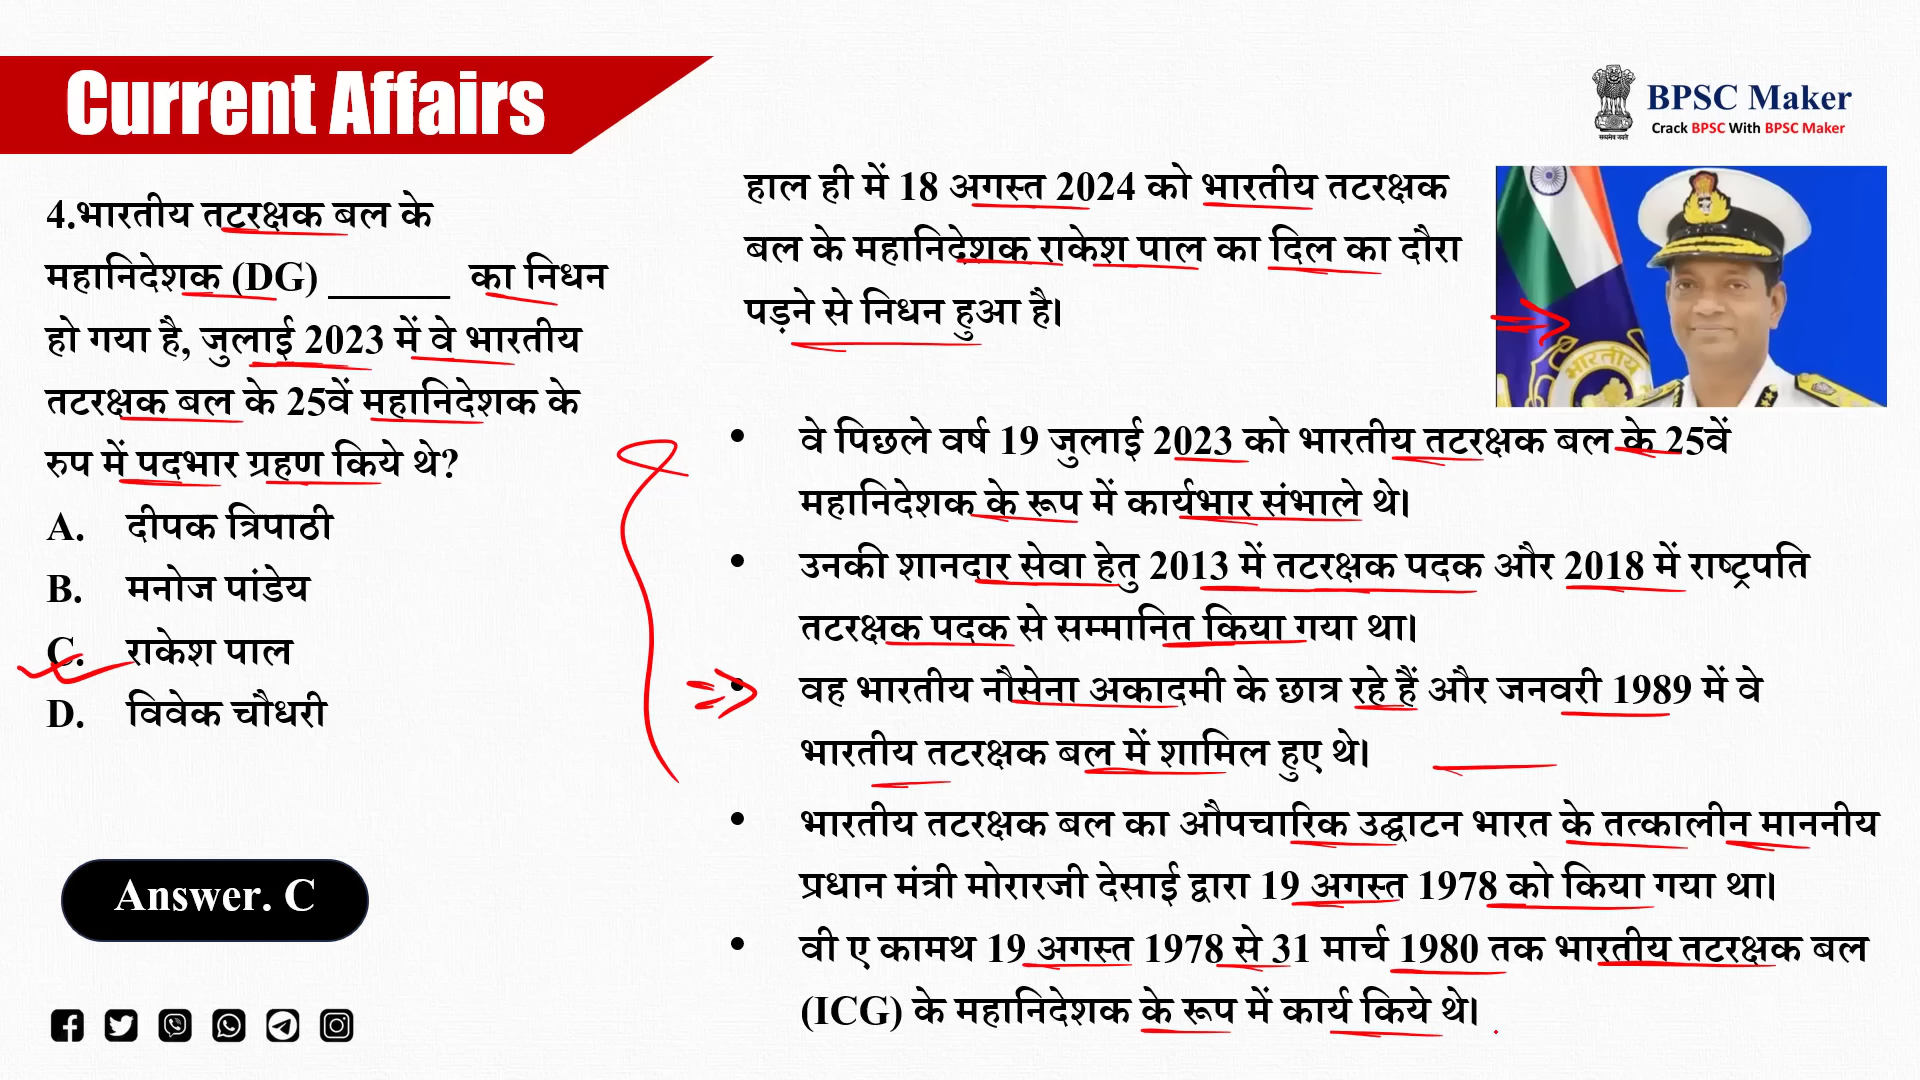 Current Affairs
BPSC Maker
Crack BPSC With BPSC Maker
सत्यमेव जयते
4.भारतीय तटरक्षक बल के
महानिदेशक (DG) ______ का निधन
हो गया है, जुलाई 2023 में वे भारतीय
तटरक्षक बल के 25वें महानिदेशक के
रुप में पदभार ग्रहण किये थे?
A. दीपक त्रिपाठी
B. मनोज पांडेय
C. राकेश पाल
D. विवेक चौधरी
Answer. C
हाल ही में 18 अगस्त 2024 को भारतीय तटरक्षक
बल के महानिदेशक राकेश पाल का दिल का दौरा
पड़ने से निधन हुआ है।
भारतीय
• वे पिछले वर्ष 19 जुलाई 2023 को भारतीय तटरक्षक बल के 25वें
महानिदेशक के रूप में कार्यभार संभाले थे।
• उनकी शानदार सेवा हेतु 2013 में तटरक्षक पदक और 2018 में राष्ट्रपति
तटरक्षक पदक से सम्मानित किया गया था।
• वह भारतीय नौसेना अकादमी के छात्र रहे हैं और जनवरी 1989 में वे
भारतीय तटरक्षक बल में शामिल हुए थे।
• भारतीय तटरक्षक बल का औपचारिक उद्घाटन भारत के तत्कालीन माननीय
प्रधान मंत्री मोरारजी देसाई द्वारा 19 अगस्त 1978 को किया गया था।
• वी ए कामथ 19 अगस्त 1978 से 31 मार्च 1980 तक भारतीय तटरक्षक बल
(ICG) के महानिदेशक के रूप में कार्य किये थे।